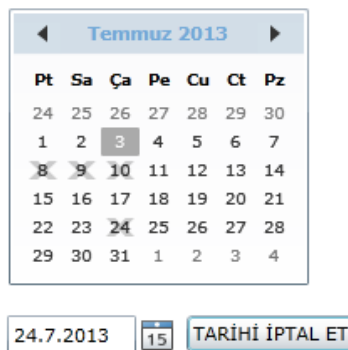 Temmuz 2013
Pt Sa Ça Pe Cu Ct Pz
24 25 26 27 28 29 30
1 2 3 4 5 6 7
8 9 10 11 12 13 14
15 16 17 18 19 20 21
22 23 24 25 26 27 28
29 30 31 1 2 3 4
24.7.2013 15 TARİHİ İPTAL ET